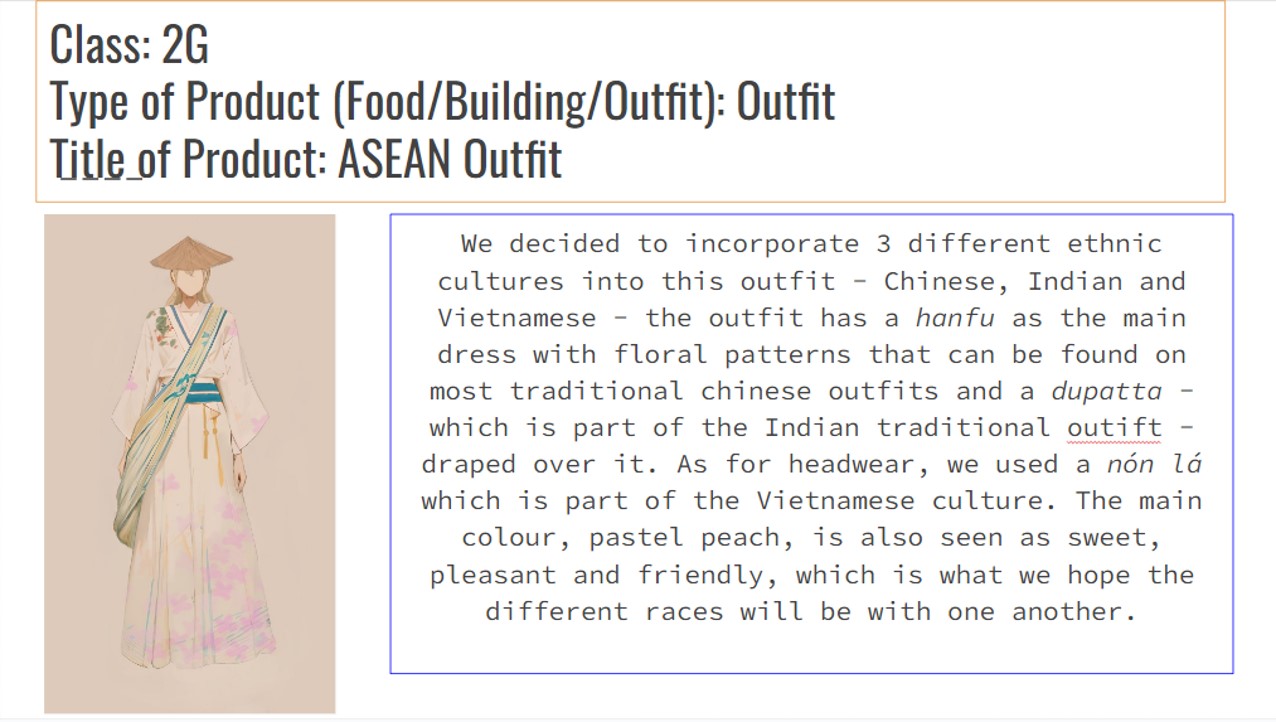 Class: 2G
Type of Product (Food/Building/Outfit): Outfit
Title of Product: ASEAN Outfit
We decided to incorporate 3 different ethnic
cultures into this outfit - Chinese, Indian and
Vietnamese - the outfit has a hanfu as the main
dress with floral patterns that can be found on
most traditional chinese outfits and a dupatta -
which is part of the Indian traditional outift -
draped over it. As for headwear, we used a nón lá
which is part of the Vietnamese culture. The main
colour, pastel peach, is also seen as sweet,
pleasant and friendly, which is what we hope the
different races will be with one another.